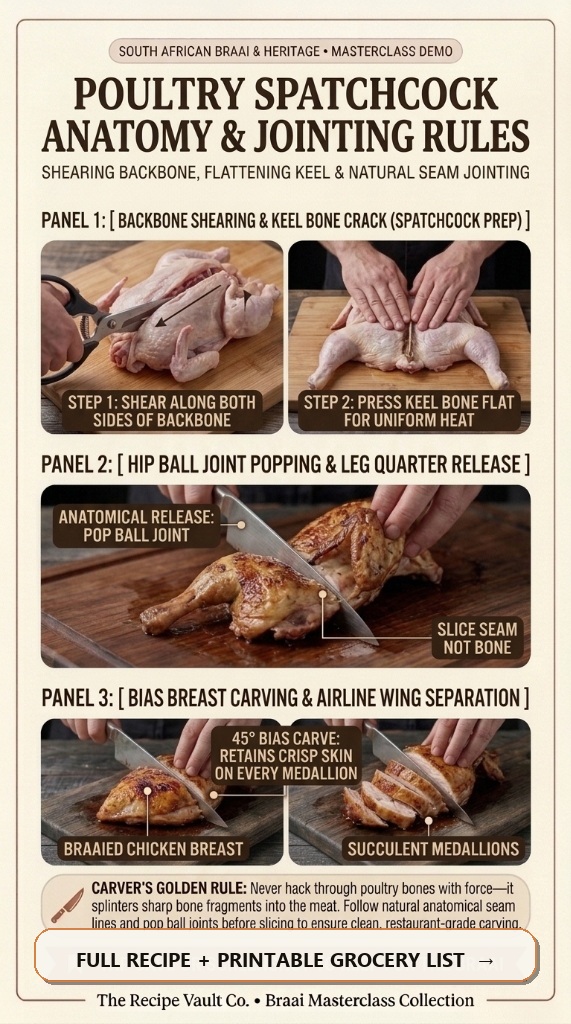 SOUTH AFRICAN BRAAI & HERITAGE • MASTERCLASS DEMO
POULTRY SPATCHCOCK
ANATOMY & JOINTING RULES
SHEARING BACKBONE, FLATTENING KEEL & NATURAL SEAM JOINTING
PANEL 1: [ BACKBONE SHEARING & KEEL BONE CRACK (SPATCHCOCK PREP) ]
STEP 1: SHEAR ALONG BOTH
SIDES OF BACKBONE
STEP 2: PRESS KEEL BONE FLAT
FOR UNIFORM HEAT
PANEL 2: [ HIP BALL JOINT POPPING & LEG QUARTER RELEASE ]
ANATOMICAL RELEASE:
POP BALL JOINT
SLICE SEAM
NOT BONE
PANEL 3: [ BIAS BREAST CARVING & AIRLINE WING SEPARATION ]
45° BIAS CARVE:
RETAINS CRISP SKIN
ON EVERY MEDALLION
BRAAIED CHICKEN BREAST
SUCCULENT MEDALLIONS
CARVER'S GOLDEN RULE: Never hack through poultry bones with force—it
splinters sharp bone fragments into the meat. Follow natural anatomical seam
lines and pop ball joints before slicing to ensure clean, restaurant-grade carving.
FULL RECIPE + PRINTABLE GROCERY LIST →
The Recipe Vault Co. • Braai Masterclass Collection